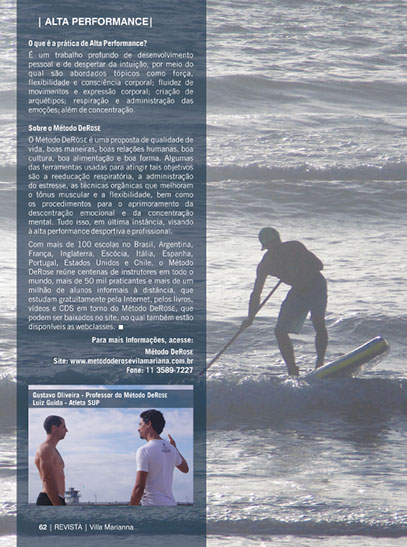 | ALTA PERFORMANCE|
O que é a prática de Alta Performance?
É um trabalho profundo de desenvolvimento
pessoal e de despertar da intuição, por meio do
qual são abordados tópicos como força,
flexibilidade e consciência corporal; fluidez de
movimentos e expressão corporal; criação de
arquétipos; respiração e administração das
emoções; além de concentração.
Sobre o Método DeROSE
O Método DeROSE é uma proposta de qualidade de
vida, boas maneiras, boas relações humanas, boa
cultura, boa alimentação e boa forma. Algumas
das ferramentas usadas para atingir tais objetivos
são a reeducação respiratória, a administração
do estresse, as técnicas orgânicas que melhoram
o tônus muscular e a flexibilidade, bem como
os procedimentos para o aprimoramento da
descontração emocional e da concentração
mental. Tudo isso, em última instância, visando
à alta performance desportiva e profissional.
Com mais de 100 escolas no Brasil, Argentina,
França, Inglaterra, Escócia, Itália, Espanha,
Portugal, Estados Unidos e Chile, o Método
DeRose reúne centenas de instrutores em todo o
mundo, mais de 50 mil praticantes e mais de um
milhão de alunos informais à distância, que
estudam gratuitamente pela Internet, pelos livros,
vídeos e CDS em torno do Método DeROSE, que
podem ser baixados no site, no qual também estão
disponíveis as webclasses. ■
Para mais Informações, acesse:
Método DeROSE
Site: www.metododerosevilamariana.com.br
Fone: 11 3589-7227
Gustavo Oliveira - Professor do Método DeROSE
Luiz Guida - Atleta SUP
62 | REVISTA | Villa Marianna